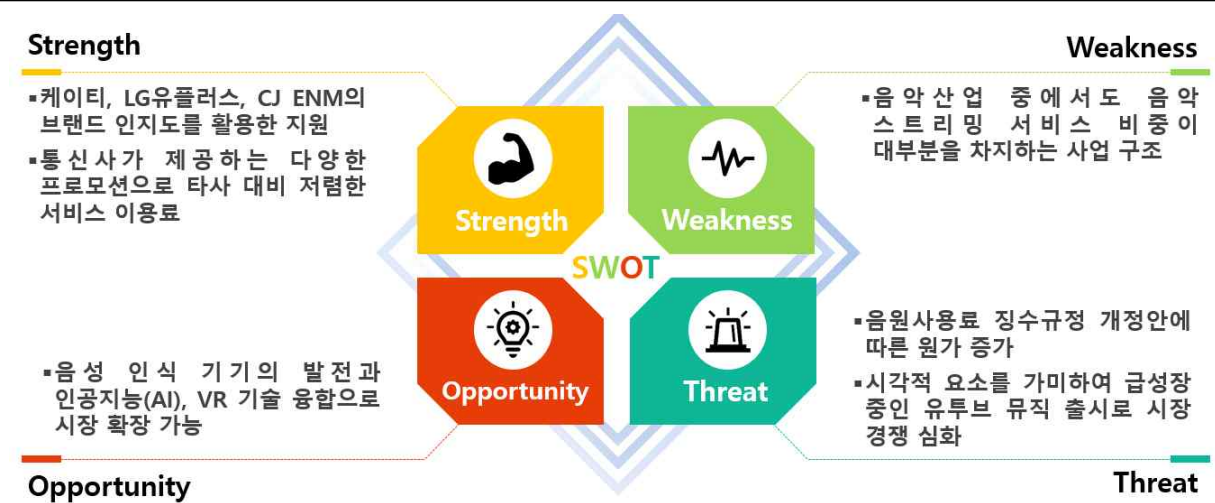 Strength
▪케이티, LG유플러스, CJ ENM의
브랜드 인지도를 활용한 지원
▪통신사가 제공하는 다양한
프로모션으로 타사 대비 저렴한
서비스 이용료
Weakness
▪음악산업 중에서도 음악
스트리밍 서비스 비중이
대부분을 차지하는 사업 구조
Strength
Weakness
SWOT
Opportunity
Threat
▪음성 인식 기기의 발전과
인공지능(AI), VR 기술 융합으로
시장 확장 가능
Opportunity
▪음원사용료 징수규정 개정안에
따른 원가 증가
▪시각적 요소를 가미하여 급성장
중인 유투브 뮤직 출시로 시장
경쟁 심화
Threat